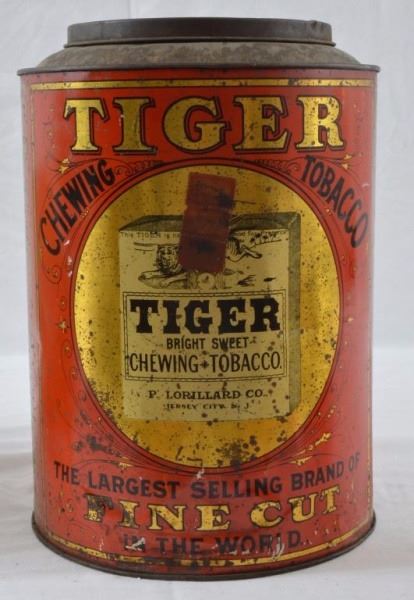 TIGER
CHEWING TOBACCO
TIGER
BRIGHT SWEET
CHEWING TOBACCO.
P. LORILLARD CO.
JERSEY CITY, N.J.
THE LARGEST SELLING BRAND OF
FINE CUT
IN THE WORLD